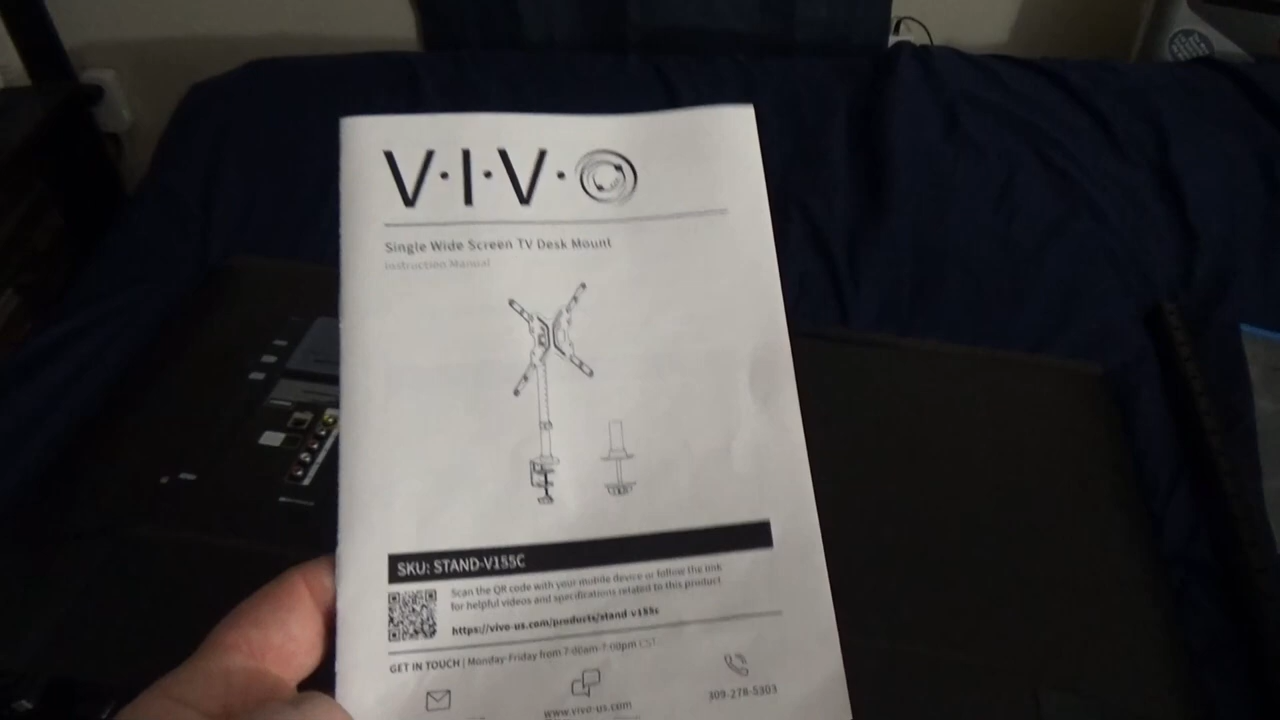 V·I·V·O
Single Wide Screen TV Desk Mount
Instruction Manual
SKU: STAND-V155C
Scan the QR code with your mobile device or follow the link
for helpful videos and specifications related to this product
https://vivo-us.com/products/stand-v155c
GET IN TOUCH | Monday-Friday from 7:00am-7:00pm CST
www.vivo-us.com
309-278-5303